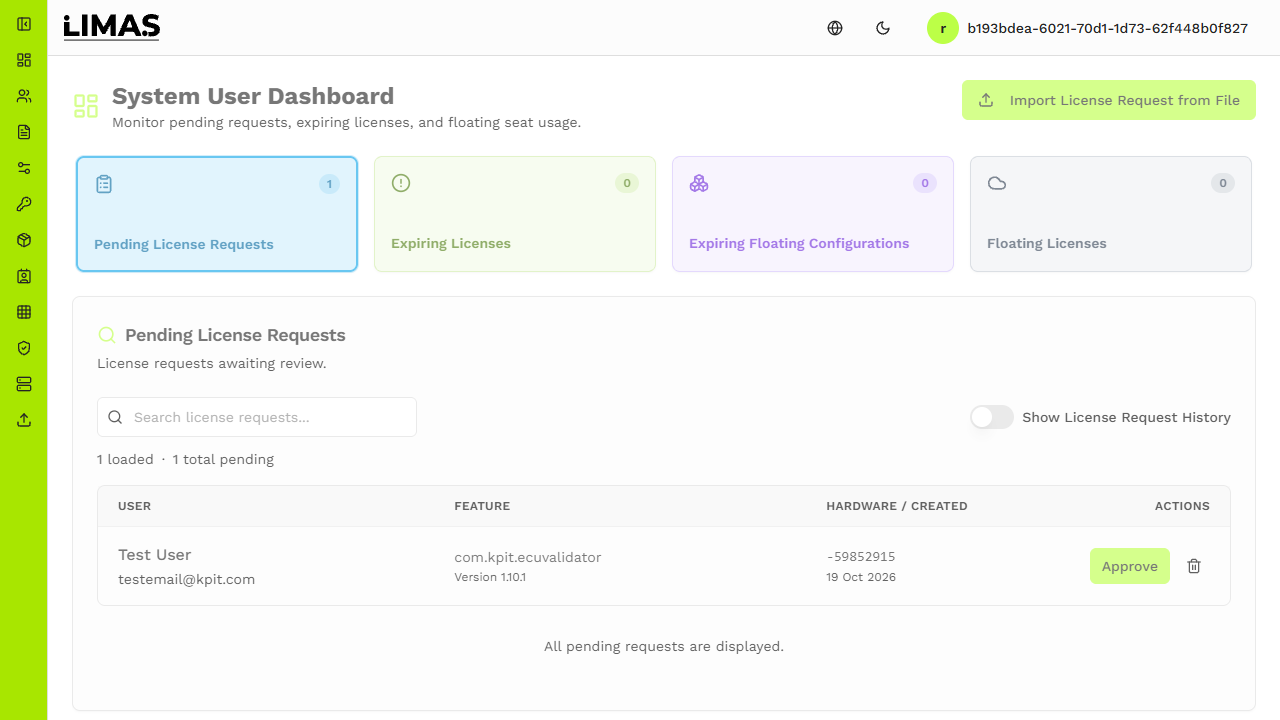 LIMAS
r b193bdea-6021-70d1-1d73-62f448b0f827
System User Dashboard
Monitor pending requests, expiring licenses, and floating seat usage.
Import License Request from File
1
Pending License Requests
0
Expiring Licenses
0
Expiring Floating Configurations
0
Floating Licenses
Pending License Requests
License requests awaiting review.
Search license requests...
Show License Request History
1 loaded · 1 total pending
USER FEATURE HARDWARE / CREATED ACTIONS
Test User com.kpit.ecuvalidator -59852915 Approve
testemail@kpit.com Version 1.10.1 19 Oct 2026
All pending requests are displayed.